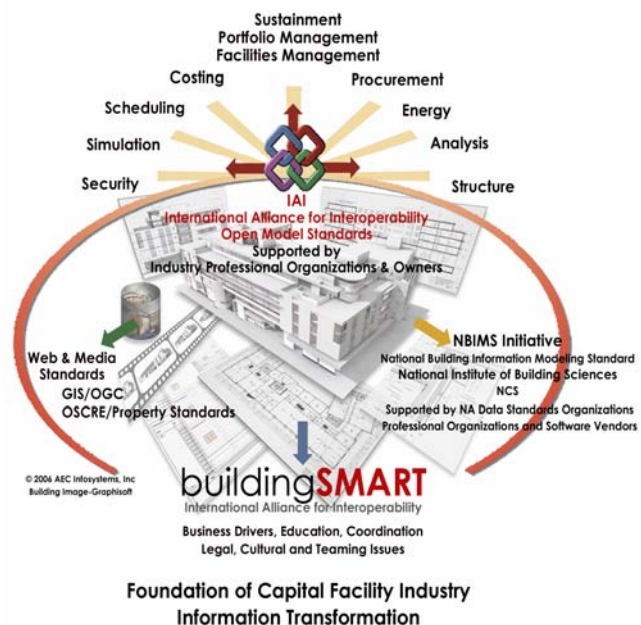 Sustainment
Portfolio Management
Facilities Management
Costing
Procurement
Scheduling
Energy
Simulation
Analysis
Security
Structure
IAI
International Alliance for Interoperability
Open Model Standards
Supported by
Industry Professional Organizations & Owners
Web & Media
Standards
GIS/OGC
OSCRE/Property Standards
NBIMS Initiative
National Building Information Modeling Standard
National Institute of Building Sciences
NCS
Supported by NA Data Standards Organizations
Professional Organizations and Software Vendors
© 2006 AEC Infosystems, Inc
Building Image-Graphisoft
buildingSMART
International Alliance for Interoperability
Business Drivers, Education, Coordination
Legal, Cultural and Teaming Issues
Foundation of Capital Facility Industry
Information Transformation